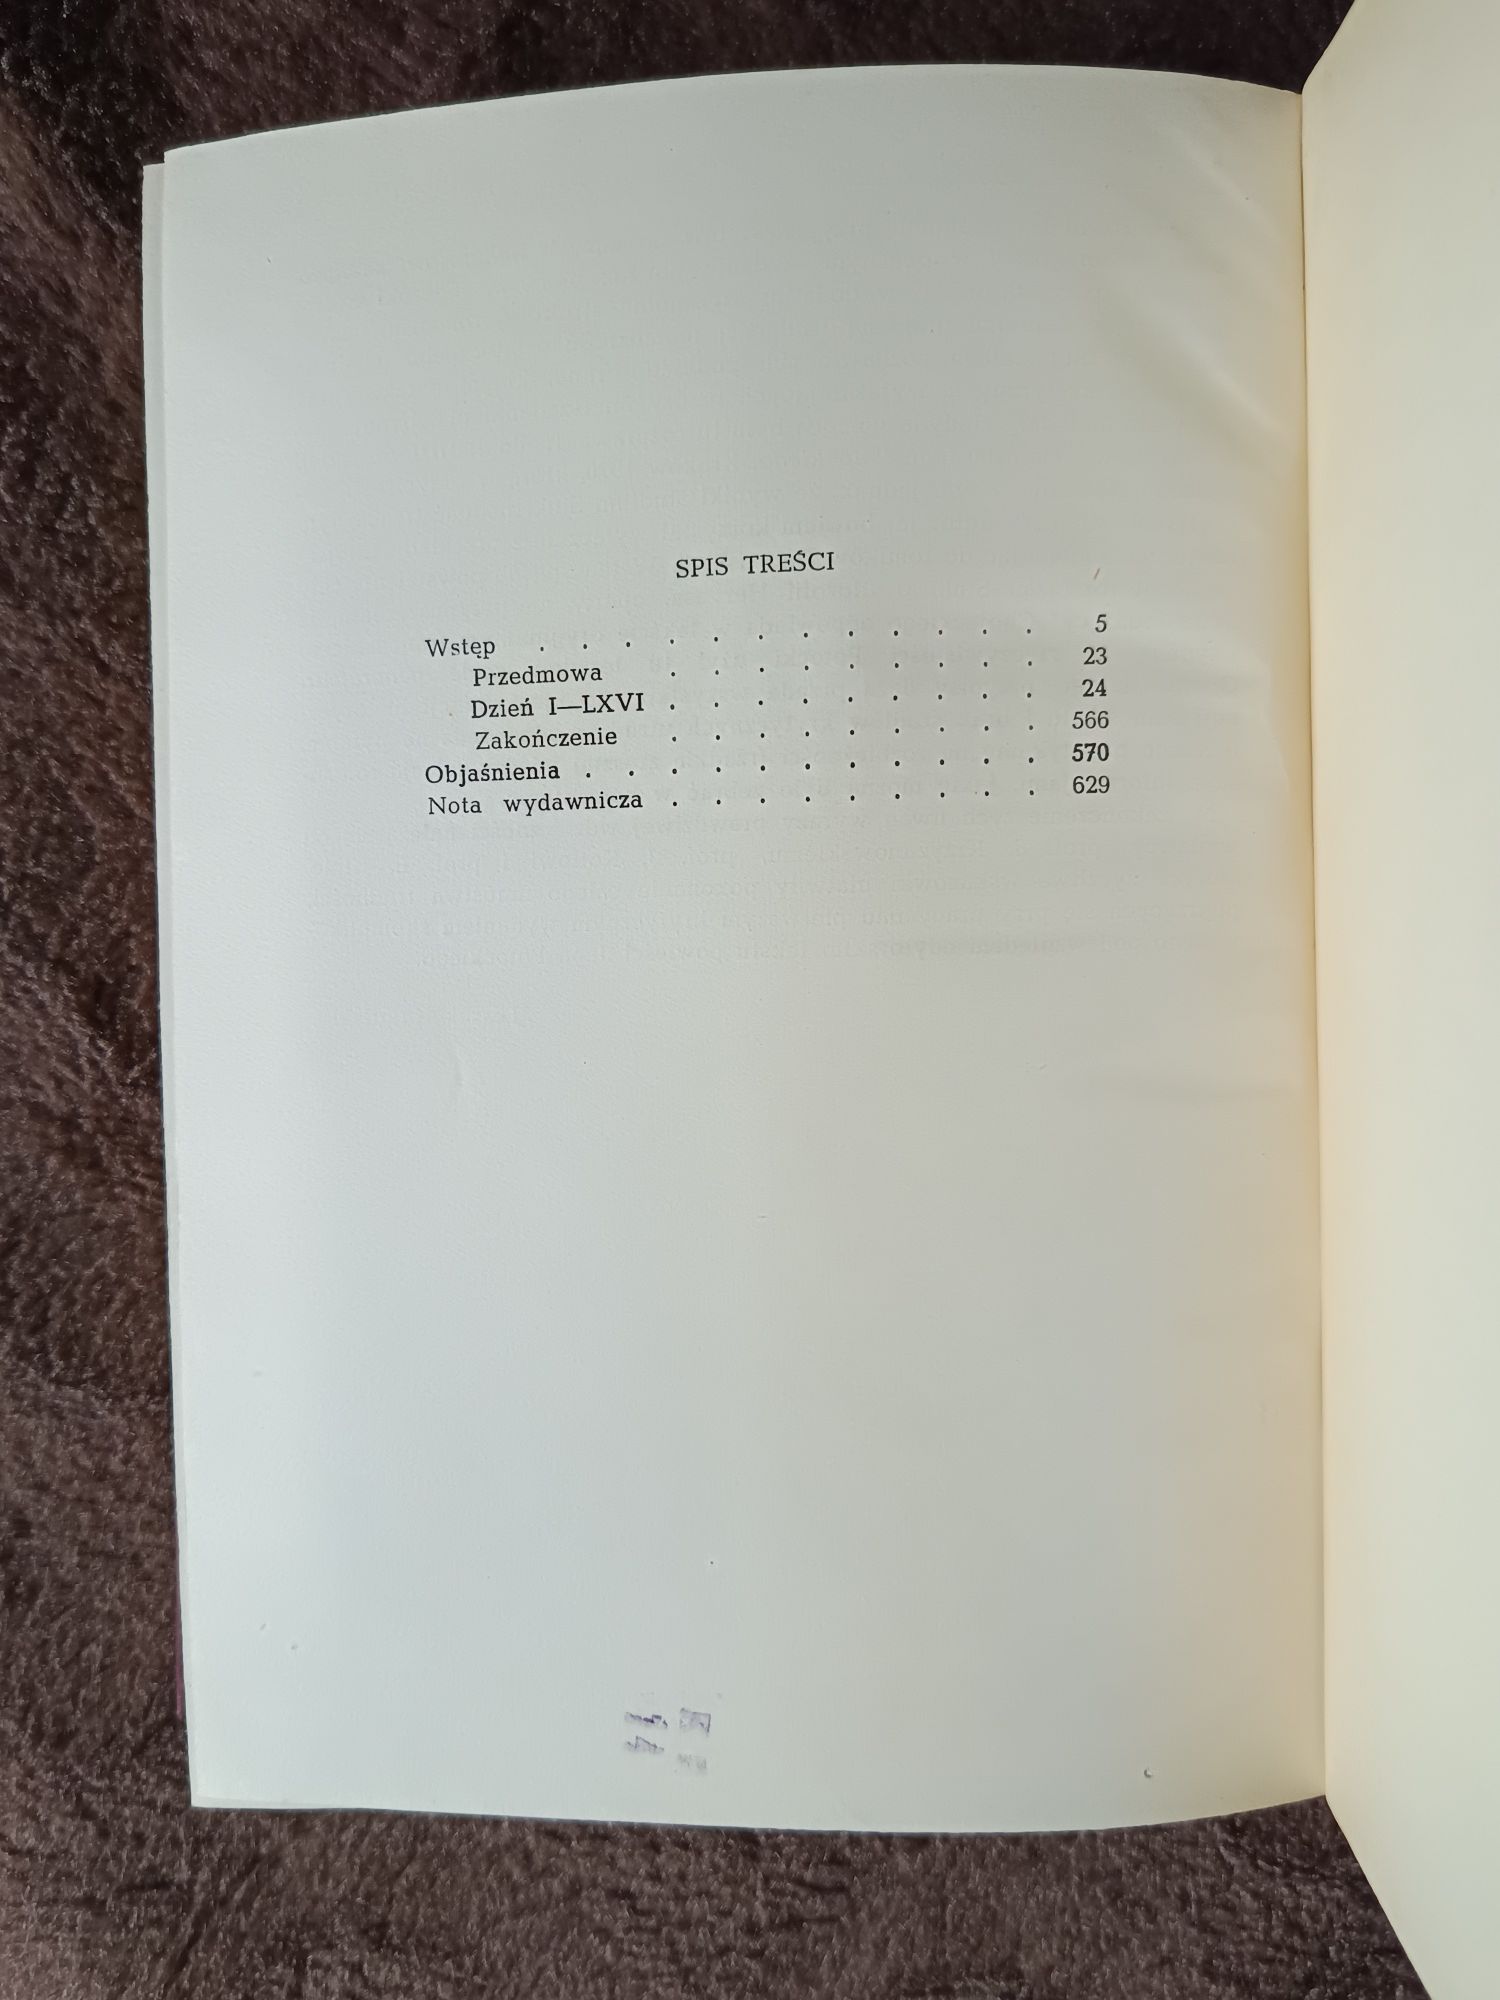 SPIS TREŚCI
Wstęp . . . . . . . . . . . . 5
Przedmowa . . . . . . . . . 23
Dzień I—LXVI . . . . . . . . . 24
Zakończenie . . . . . . . . . 566
Objaśnienia . . . . . . . . . . . 570
Nota wydawnicza . . . . . . . . . 629